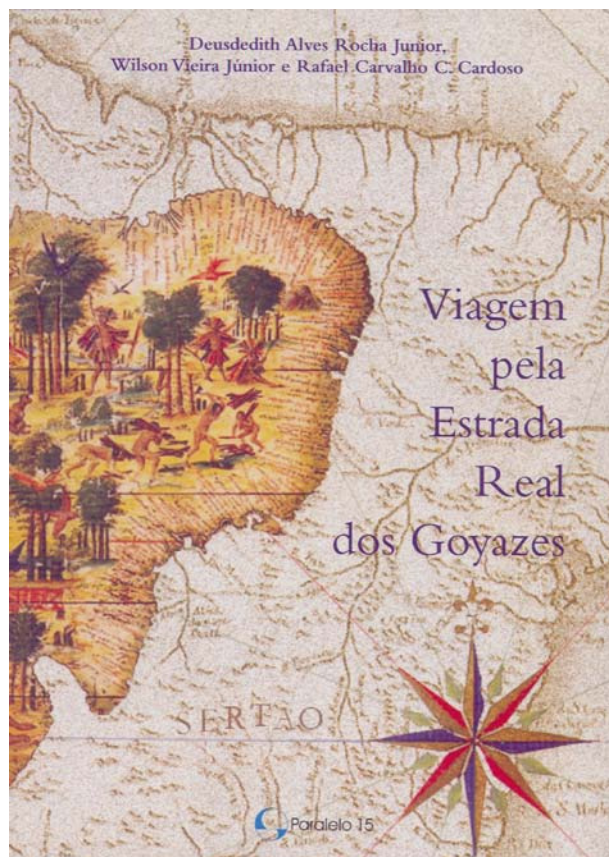 Deusdedith Alves Rocha Junior,
Wilson Vieira Júnior e Rafael Carvalho C. Cardoso
Viagem
pela
Estrada
Real
dos Goyazes
SERTAO
Paralelo 15